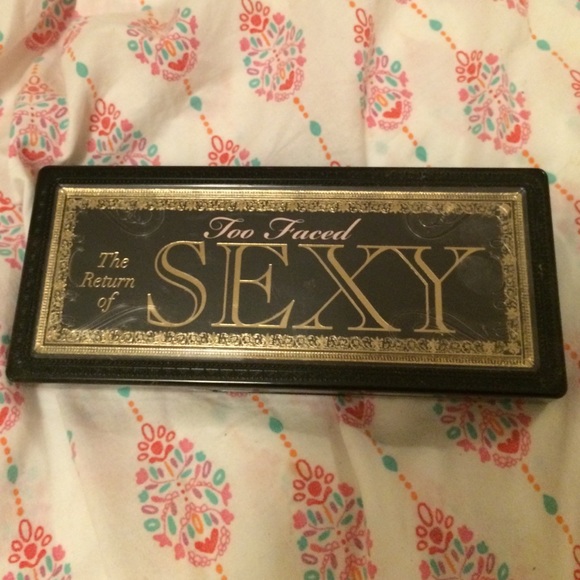 Too Faced
The
Return
of
SEXY